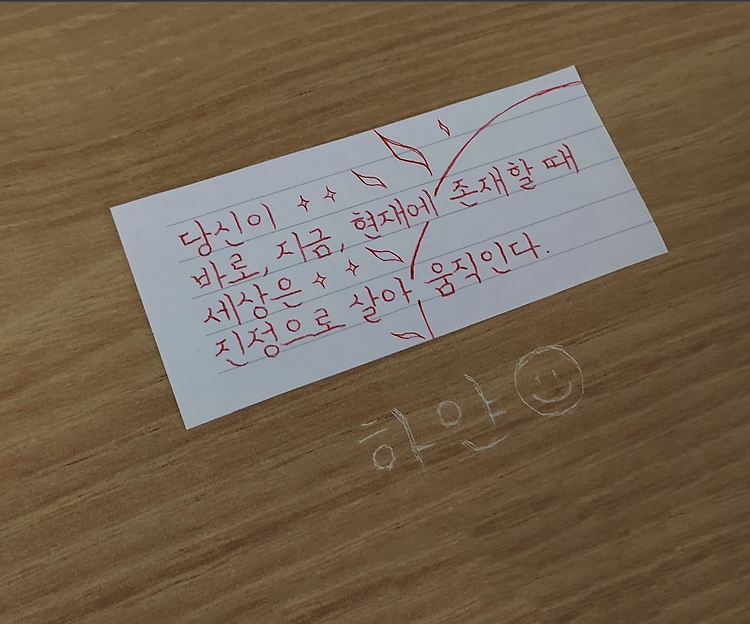 당신이
바로, 지금, 현재에 존재할 때
세상은
진정으로 살아 움직인다.
하얀